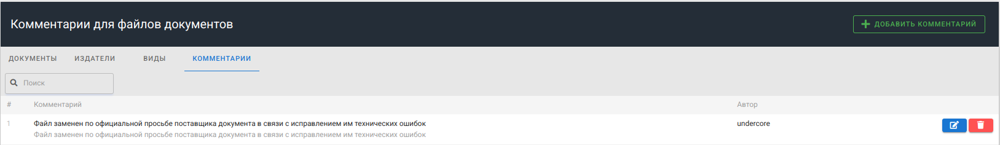 Комментарии для файлов документов
ДОБАВИТЬ КОММЕНТАРИЙ
ДОКУМЕНТЫ ИЗДАТЕЛИ ВИДЫ КОММЕНТАРИИ
Поиск
# Комментарий Автор
1 Файл заменен по официальной просьбе поставщика документа в связи с исправлением им технических ошибок undercore
Файл заменен по официальной просьбе поставщика документа в связи с исправлением им технических ошибок